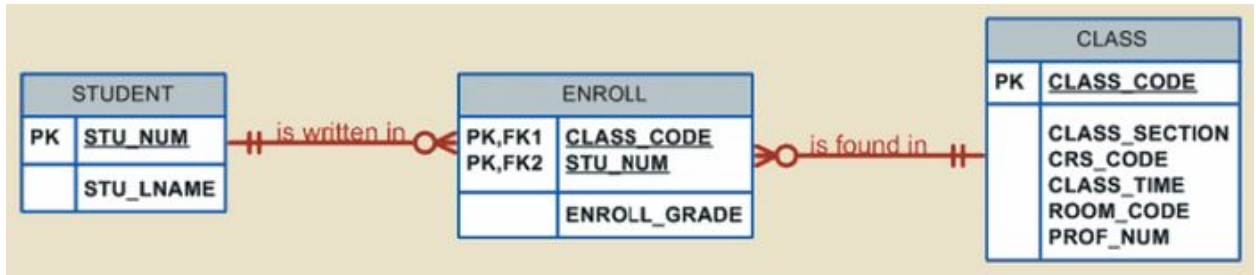 STUDENT
PK STU_NUM
STU_LNAME
is written in
ENROLL
PK,FK1 CLASS_CODE
PK,FK2 STU_NUM
ENROLL_GRADE
is found in
CLASS
PK CLASS_CODE
CLASS_SECTION
CRS_CODE
CLASS_TIME
ROOM_CODE
PROF_NUM